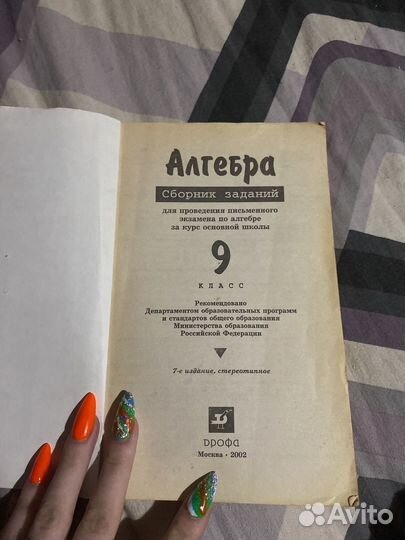 Алгебра
Сборник заданий
для проведения письменного
экзамена по алгебре
за курс основной школы
9
класс
Рекомендовано
Департаментом образовательных программ
и стандартов общего образования
Министерства образования
Российской Федерации
7-е издание, стереотипное
дрофа
Москва · 2002
Avito